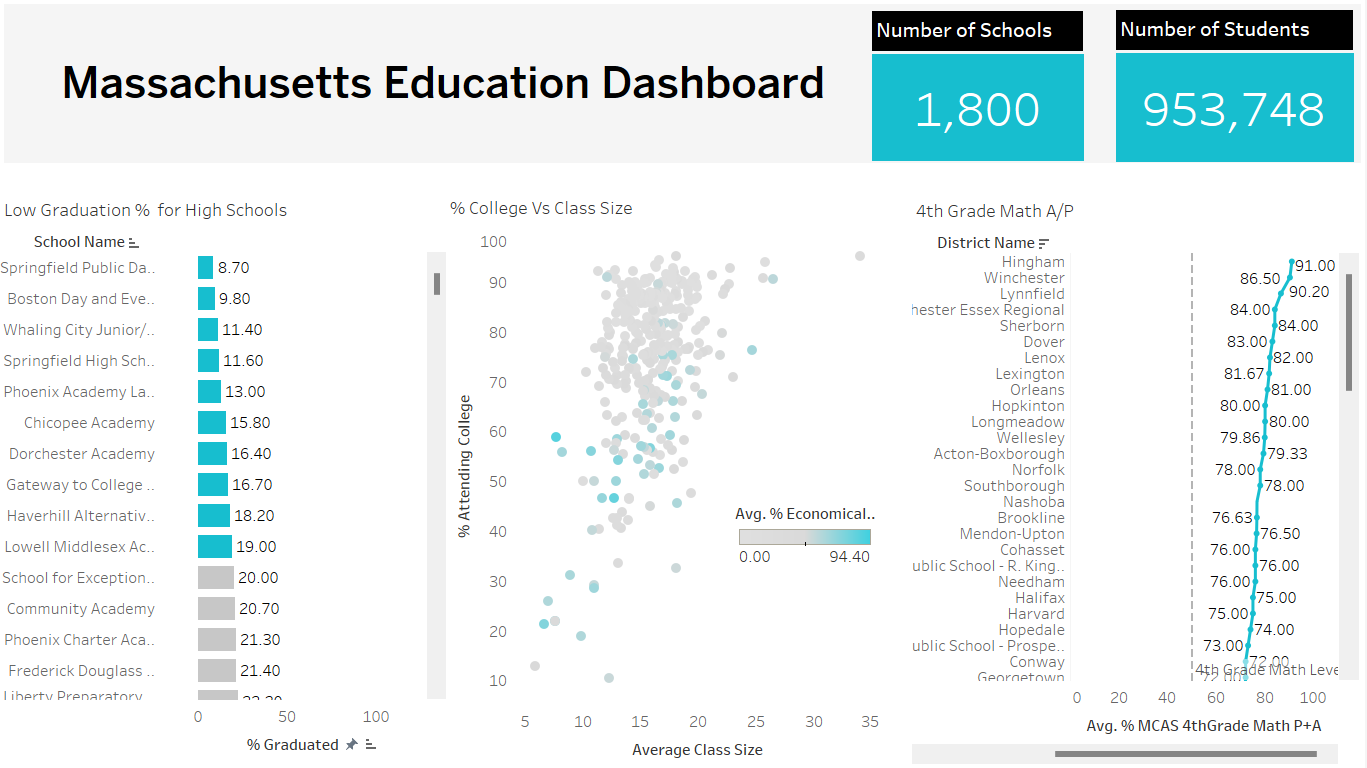 Massachusetts Education Dashboard
Number of Schools
1,800
Number of Students
953,748
Low Graduation % for High Schools
School Name
Springfield Public Da.. 8.70
Boston Day and Eve.. 9.80
Whaling City Junior/.. 11.40
Springfield High Sch.. 11.60
Phoenix Academy La.. 13.00
Chicopee Academy 15.80
Dorchester Academy 16.40
Gateway to College .. 16.70
Haverhill Alternativ.. 18.20
Lowell Middlesex Ac.. 19.00
School for Exception.. 20.00
Community Academy 20.70
Phoenix Charter Aca.. 21.30
Frederick Douglass .. 21.40
Liberty Preparatory
0 50 100
% Graduated
% College Vs Class Size
% Attending College
100
90
80
70
60
50
40
30
20
10
5 10 15 20 25 30 35
Average Class Size
Avg. % Economical..
0.00 94.40
4th Grade Math A/P
District Name
Hingham 91.00
Winchester 86.50
Lynnfield 90.20
hester Essex Regional 84.00
Sherborn 84.00
Dover 83.00
Lenox 82.00
Lexington 81.67
Orleans 81.00
Hopkinton 80.00
Longmeadow 80.00
Wellesley 79.86
Acton-Boxborough 79.33
Norfolk 78.00
Southborough 78.00
Nashoba
Brookline 76.63
Mendon-Upton 76.50
Cohasset 76.00
ublic School - R. King.. 76.00
Needham 76.00
Halifax 75.00
Harvard 75.00
Hopedale 74.00
ublic School - Prospe.. 73.00
Conway 72.00
4th Grade Math Leve
Georgetown 72.00
0 20 40 60 80 100
Avg. % MCAS 4thGrade Math P+A